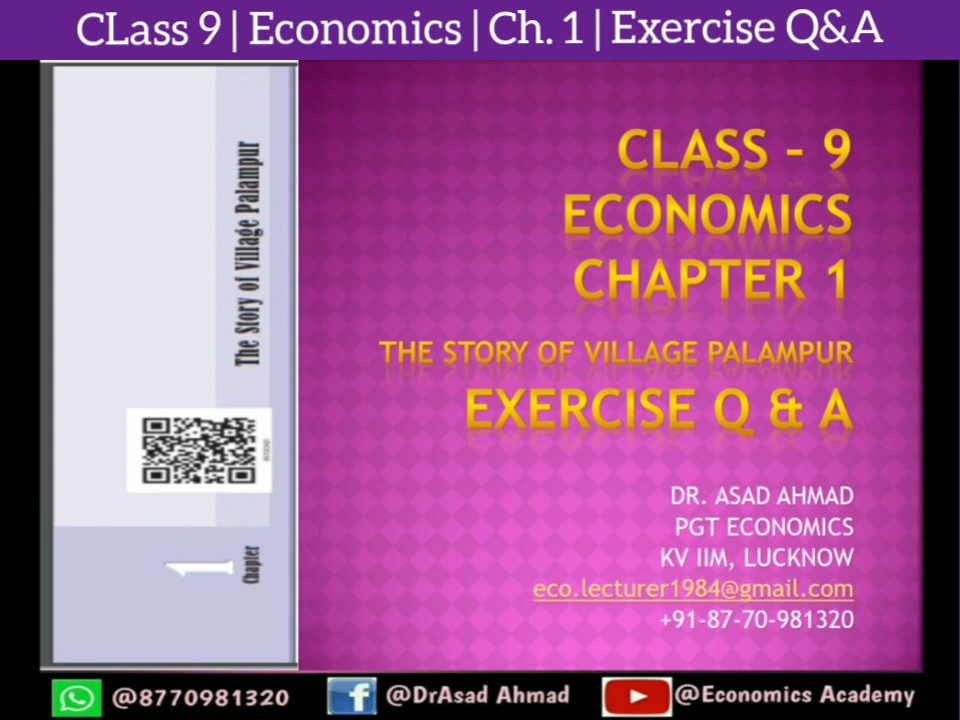 CLass 9 | Economics | Ch. 1 | Exercise Q&A
The Story of Village Palampur
1
Chapter
CLASS – 9
ECONOMICS
CHAPTER 1
THE STORY OF VILLAGE PALAMPUR
EXERCISE Q & A
DR. ASAD AHMAD
PGT ECONOMICS
KV IIM, LUCKNOW
eco.lecturer1984@gmail.com
+91-87-70-981320
@8770981320
@DrAsad Ahmad
@Economics Academy